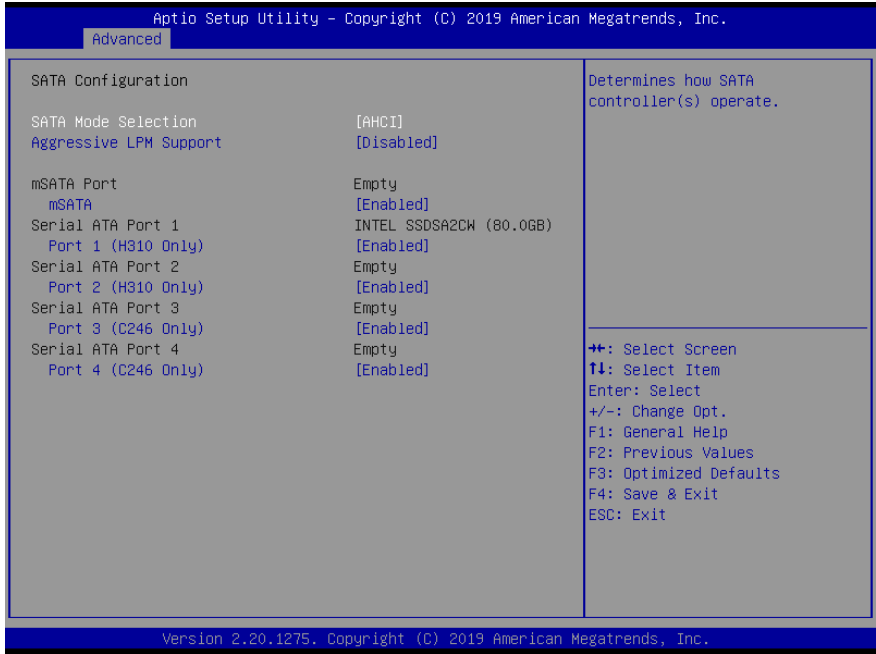 Aptio Setup Utility – Copyright (C) 2019 American Megatrends, Inc.
Advanced
SATA Configuration
SATA Mode Selection [AHCI]
Aggressive LPM Support [Disabled]
mSATA Port Empty
mSATA [Enabled]
Serial ATA Port 1 INTEL SSDSA2CW (80.0GB)
Port 1 (H310 Only) [Enabled]
Serial ATA Port 2 Empty
Port 2 (H310 Only) [Enabled]
Serial ATA Port 3 Empty
Port 3 (C246 Only) [Enabled]
Serial ATA Port 4 Empty
Port 4 (C246 Only) [Enabled]
Determines how SATA
controller(s) operate.
→←: Select Screen
↑↓: Select Item
Enter: Select
+/-: Change Opt.
F1: General Help
F2: Previous Values
F3: Optimized Defaults
F4: Save & Exit
ESC: Exit
Version 2.20.1275. Copyright (C) 2019 American Megatrends, Inc.